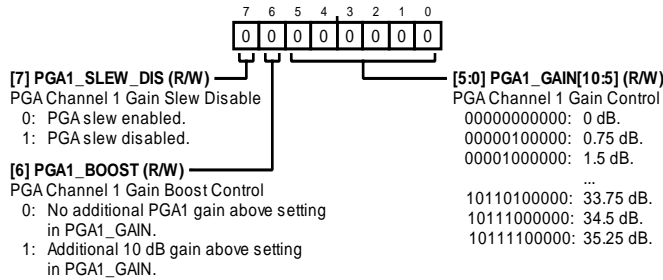 7 6 5 4 3 2 1 0
0 0 0 0 0 0 0 0
[7] PGA1_SLEW_DIS (R/W)
PGA Channel 1 Gain Slew Disable
0: PGA slew enabled.
1: PGA slew disabled.
[6] PGA1_BOOST (R/W)
PGA Channel 1 Gain Boost Control
0: No additional PGA1 gain above setting
in PGA1_GAIN.
1: Additional 10 dB gain above setting
in PGA1_GAIN.
[5:0] PGA1_GAIN[10:5] (R/W)
PGA Channel 1 Gain Control
00000000000: 0 dB.
00000100000: 0.75 dB.
00001000000: 1.5 dB.
...
10110100000: 33.75 dB.
10111000000: 34.5 dB.
10111100000: 35.25 dB.